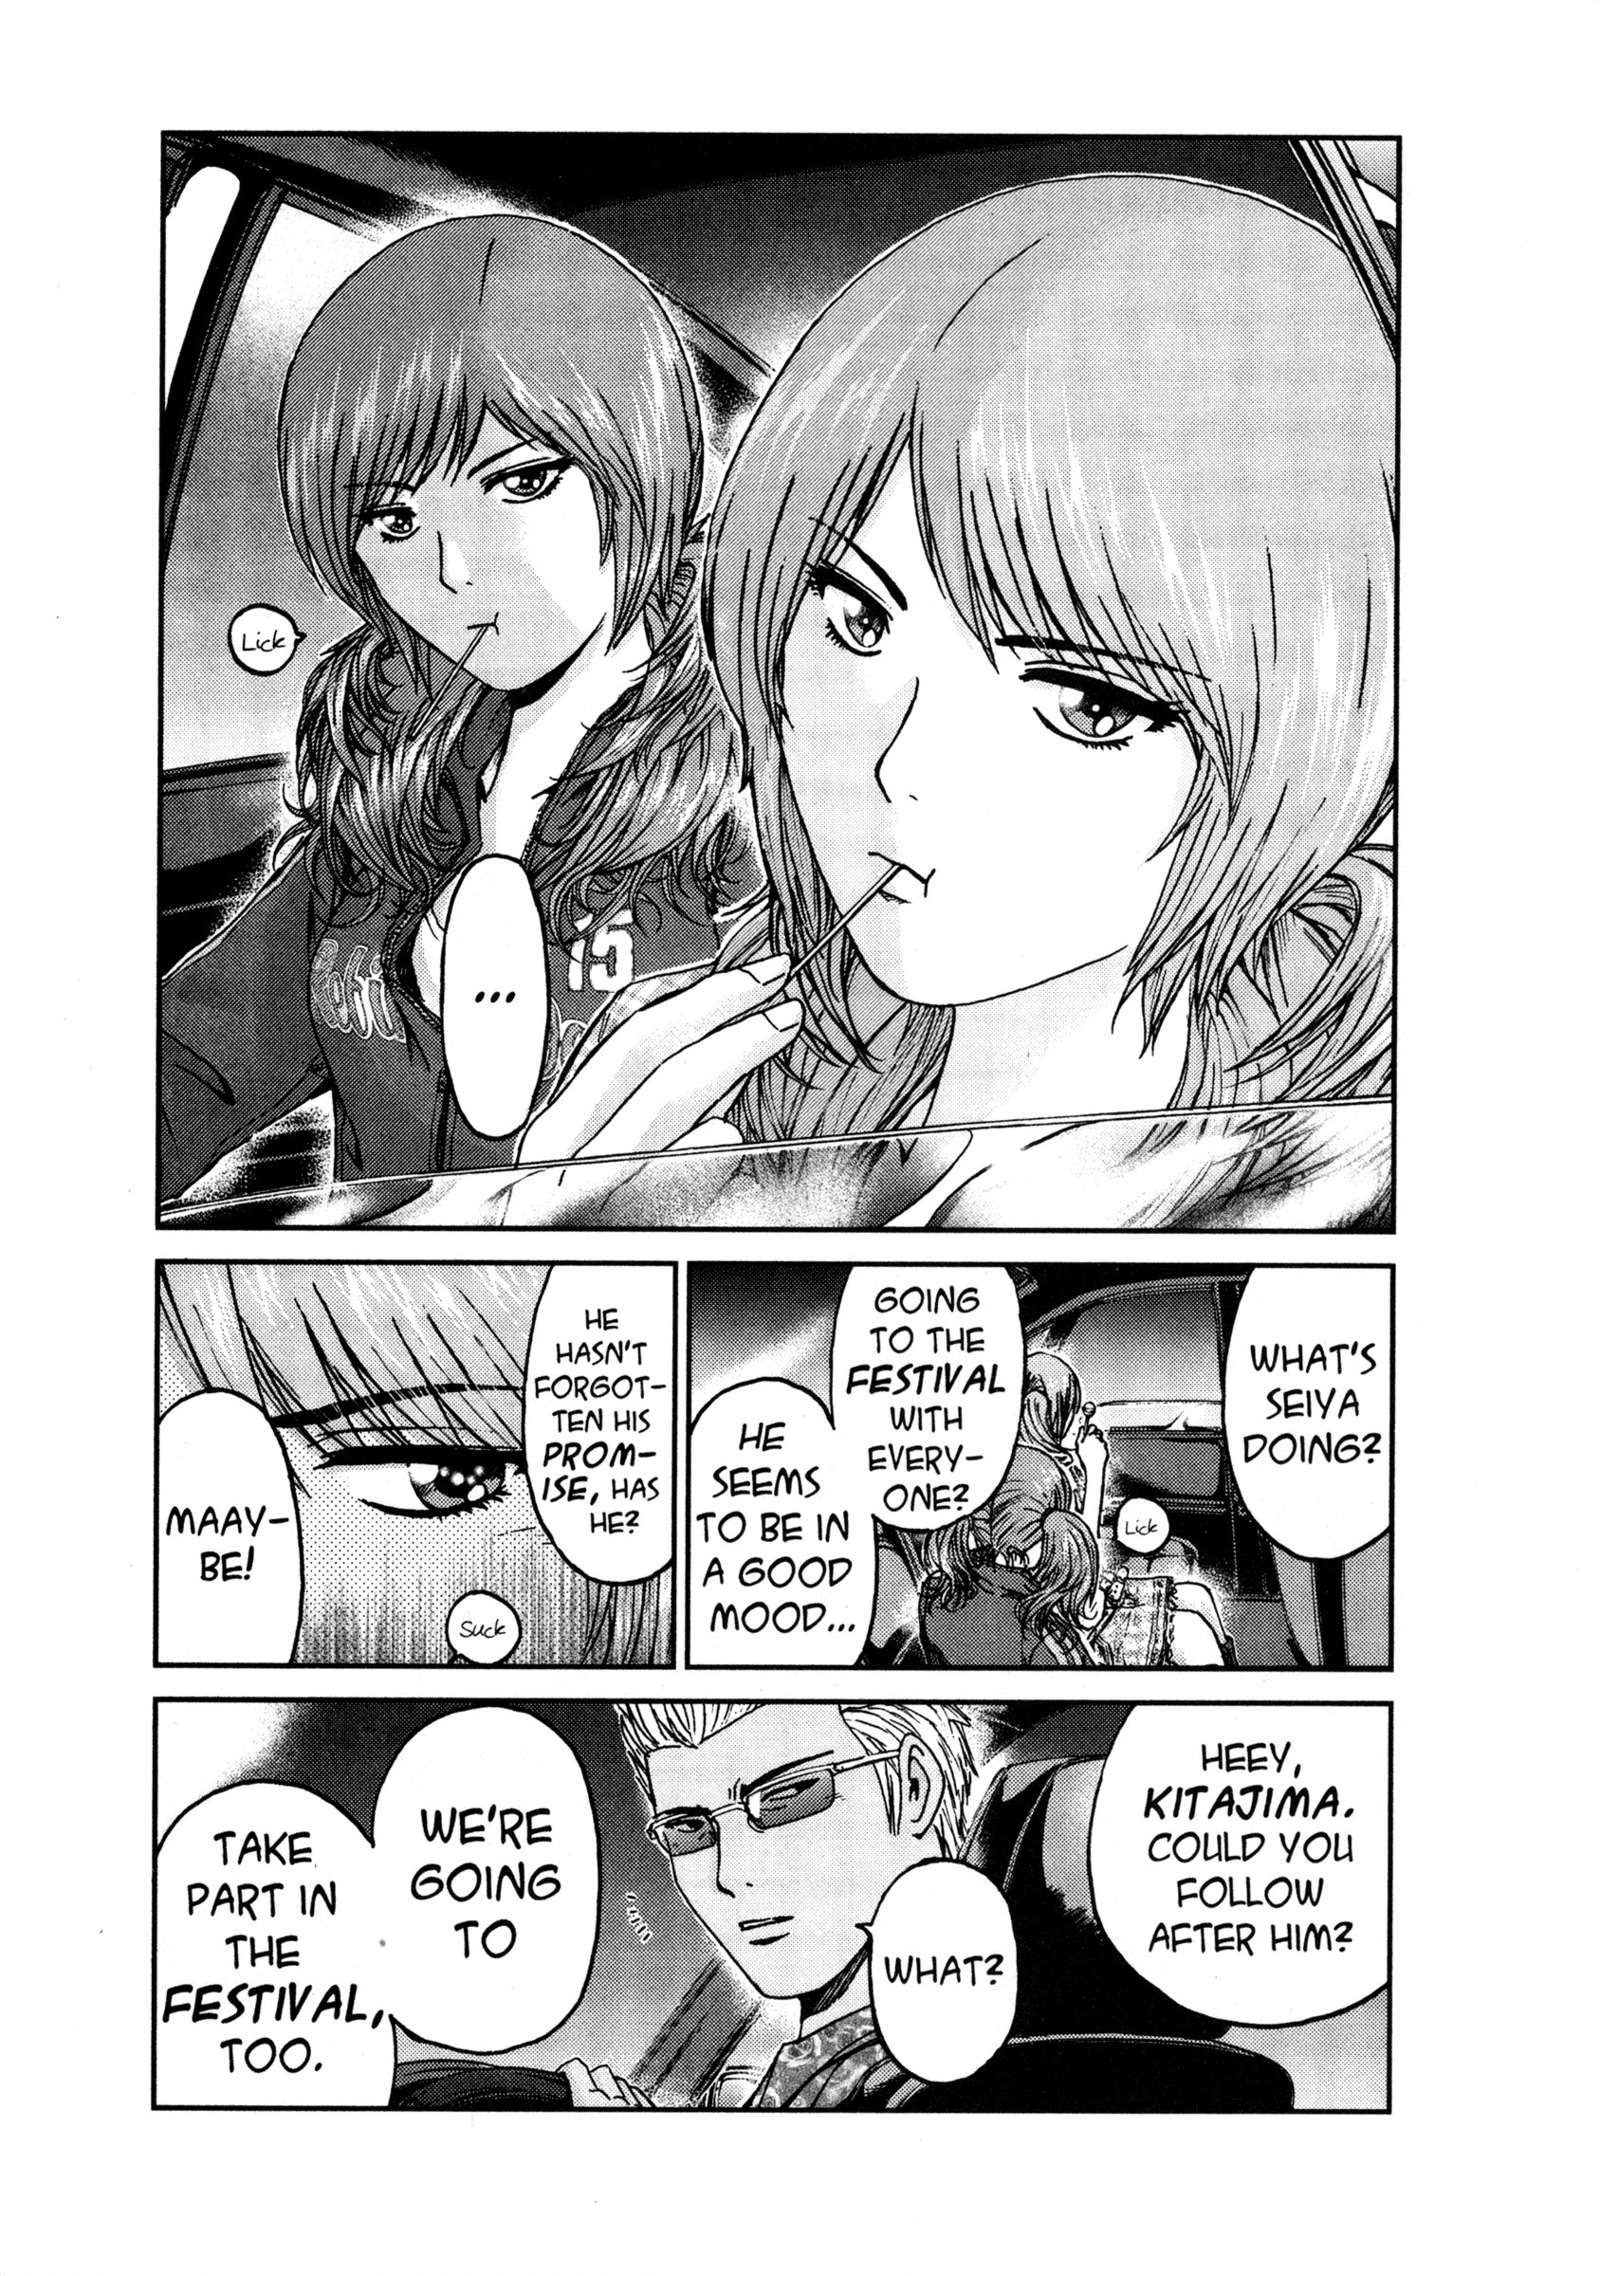 Lick
15
...
WHAT'S
SEIYA
DOING?
GOING
TO THE
FESTIVAL
WITH
EVERY-
ONE?
HE
SEEMS
TO BE IN
A GOOD
MOOD...
Lick
HE
HASN'T
FORGOT-
TEN HIS
PROM-
ISE, HAS
HE?
MAAY-
BE!
Suck
HEEY,
KITAJIMA.
COULD YOU
FOLLOW
AFTER HIM?
WHAT?
WE'RE
GOING
TO
TAKE
PART IN
THE
FESTIVAL,
TOO.